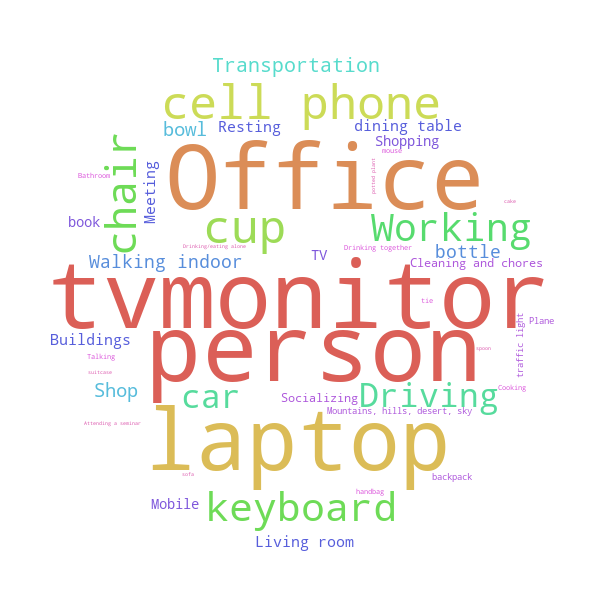 Transportation
cell phone
bowl
Resting
dining table
Shopping
mouse
Office
chair
Meeting
potted plant
Bathroom
cake
book
cup
Working
Drinking/eating alone
TV
Drinking together
bottle
Walking indoor
Cleaning and chores
tvmonitor
tie
Plane
traffic light
Buildings
person
Talking
spoon
suitcase
Shop
car
Socializing
Driving
Cooking
Mountains, hills, desert, sky
Attending a seminar
laptop
sofa
backpack
handbag
Mobile
keyboard
Living room